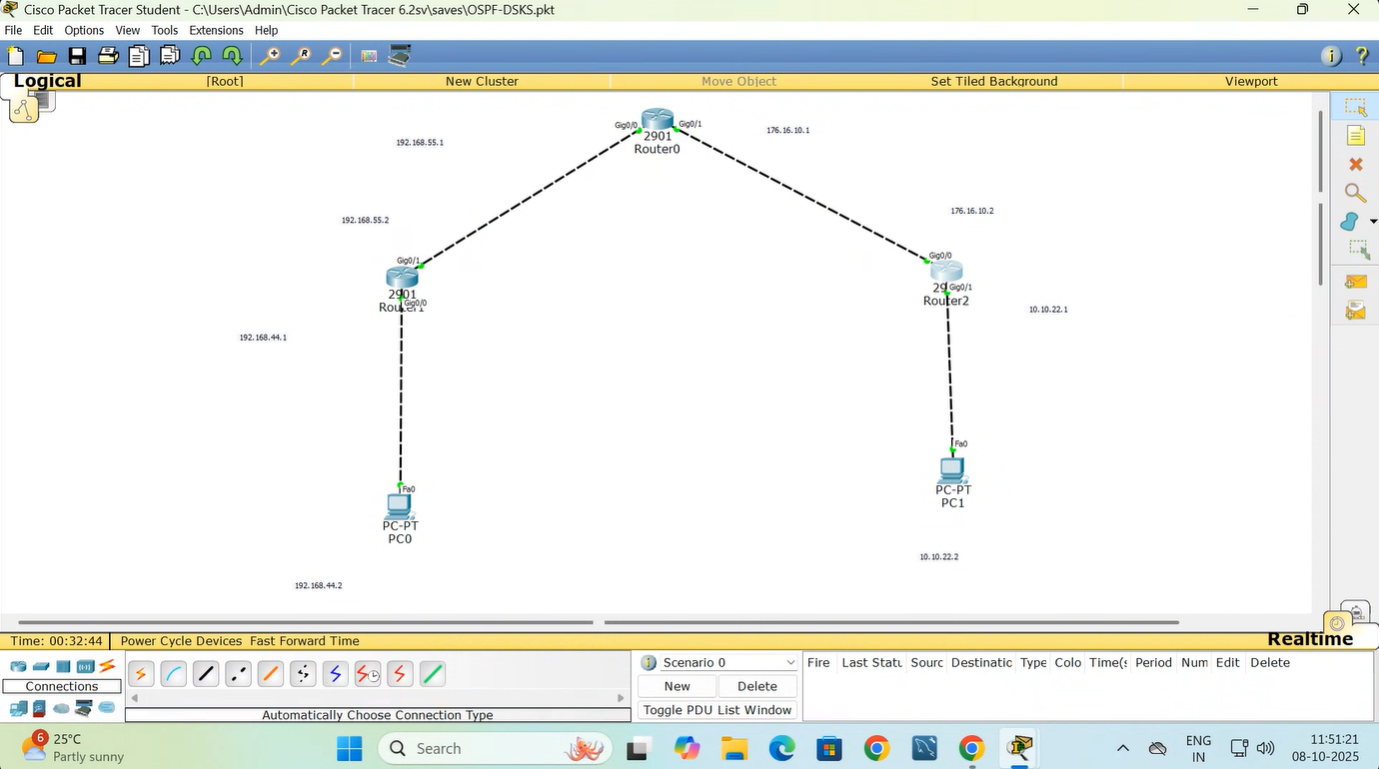 Cisco Packet Tracer Student - C:\Users\Admin\Cisco Packet Tracer 6.2sv\saves\OSPF-DSKS.pkt
File Edit Options View Tools Extensions Help
Logical [Root] New Cluster Move Object Set Tiled Background Viewport
Gig0/0 Gig0/1
2901
Router0
192.168.55.1
176.16.10.1
192.168.55.2
176.16.10.2
Gig0/1
2901
Gig0/0
Router1
Gig0/0
Gig0/1
Router2
10.10.22.1
192.168.44.1
Fa0
PC-PT
PC1
Fa0
PC-PT
PC0
10.10.22.2
192.168.44.2
Time: 00:32:44 Power Cycle Devices Fast Forward Time Realtime
Connections
Automatically Choose Connection Type
Scenario 0
New Delete
Toggle PDU List Window
Fire Last Statu Sourc Destinatic Type Colo Time(s Period Num Edit Delete
6
25°C
Partly sunny
Search
ENG
IN
11:51:21
08-10-2025